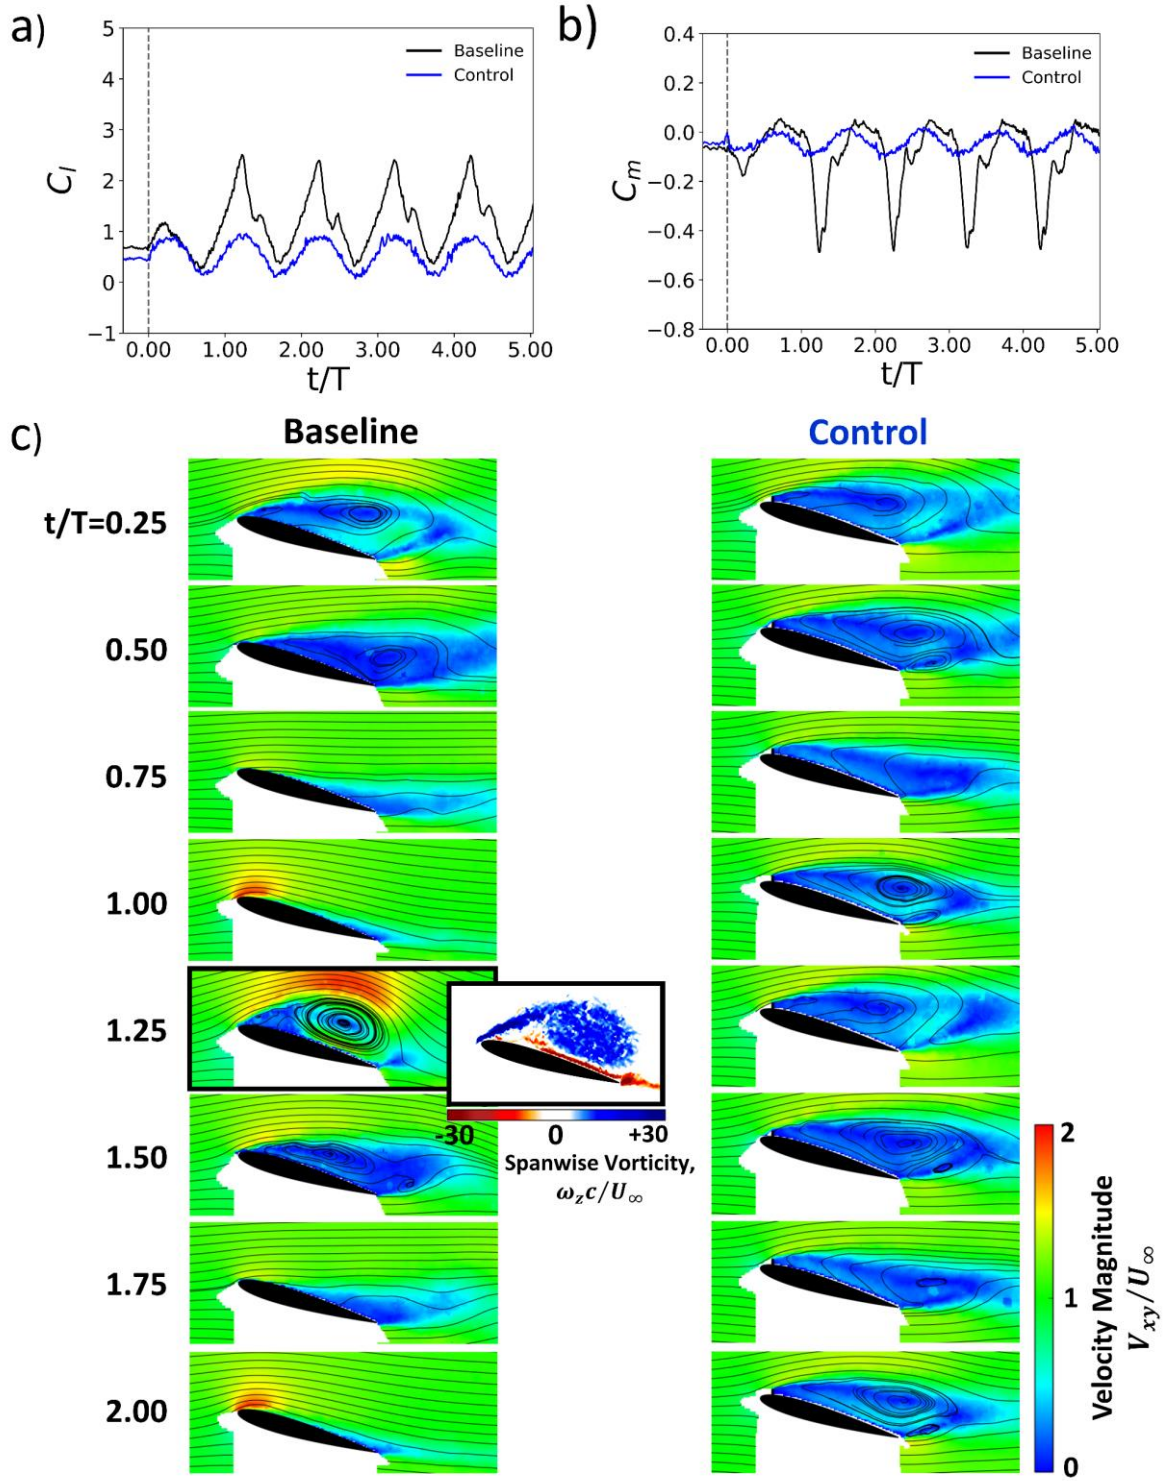 a)
5
4
3
2
1
0
−1
C_l
Baseline
Control
0.00 1.00 2.00 3.00 4.00 5.00
t/T
b)
0.4
0.2
0.0
−0.2
−0.4
−0.6
−0.8
C_m
Baseline
Control
0.00 1.00 2.00 3.00 4.00 5.00
t/T
c)
Baseline
Control
t/T=0.25
0.50
0.75
1.00
1.25
1.50
1.75
2.00
-30 0 +30
Spanwise Vorticity,
ω_z c/U_∞
2
1
0
Velocity Magnitude
V_xy/U_∞